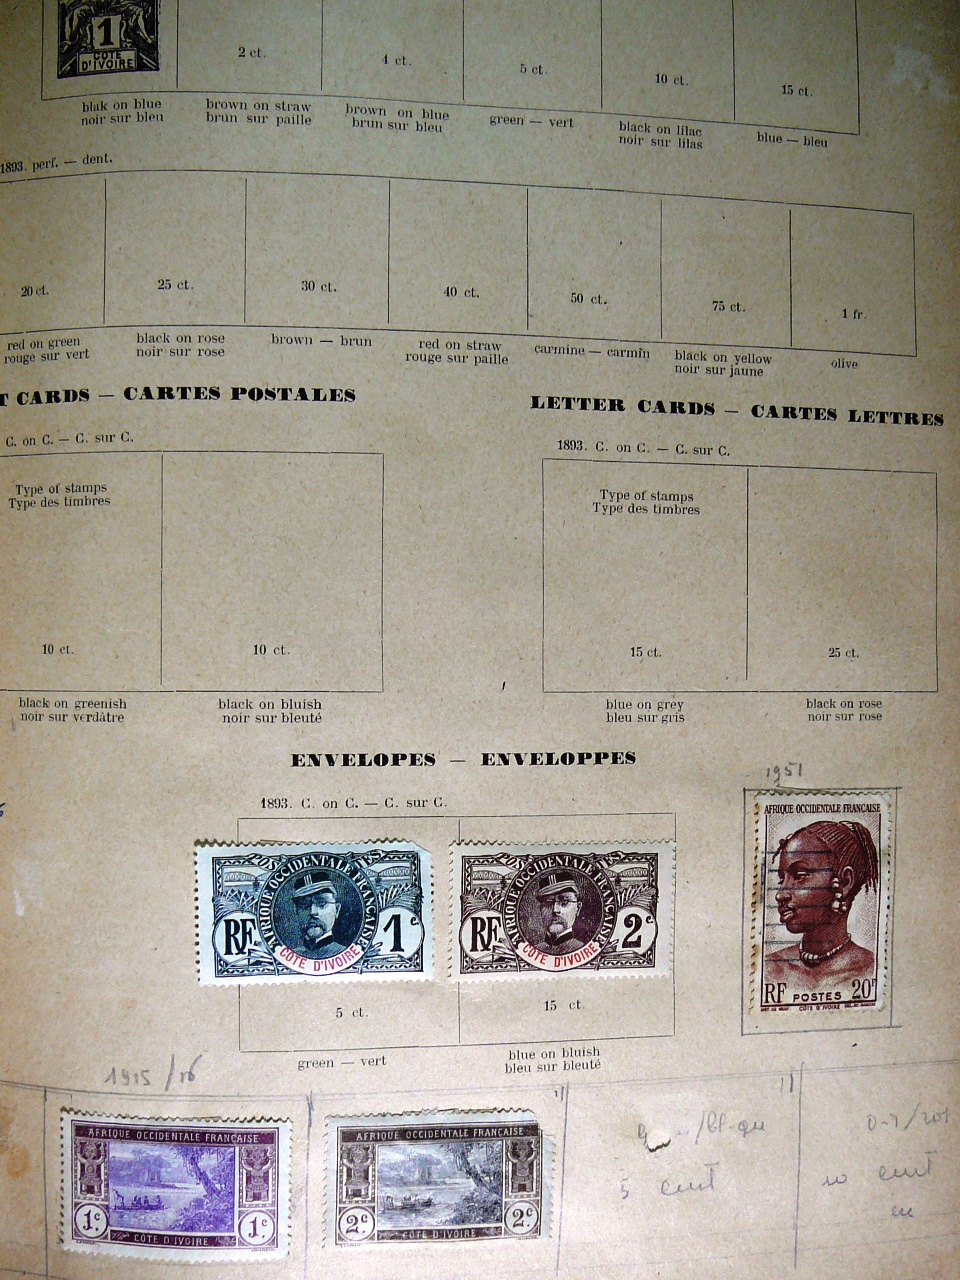 1
COTE
D'IVOIRE
2 ct.
4 ct.
5 ct.
10 ct.
15 ct.
blak on blue
noir sur bleu
brown on straw
brun sur paille
brown on blue
brun sur bleu
green — vert
black on lilac
noir sur lilas
blue — bleu
1893. perf. — dent.
20 ct.
25 ct.
30 ct.
40 ct.
50 ct.
75 ct.
1 fr.
red on green
rouge sur vert
black on rose
noir sur rose
brown — brun
red on straw
rouge sur paille
carmine — carmin
black on yellow
noir sur jaune
olive
T CARDS — CARTES POSTALES
LETTER CARDS — CARTES LETTRES
C. on C. — C. sur C.
1893. C. on C. — C. sur C.
Type of stamps
Type des timbres
10 ct.
10 ct.
Type of stamps
Type des timbres
15 ct.
25 ct.
black on greenish
noir sur verdâtre
black on bluish
noir sur bleuté
blue on grey
bleu sur gris
black on rose
noir sur rose
ENVELOPES — ENVELOPPES
1893. C. on C. — C. sur C.
1951
AFRIQUE OCCIDENTALE FRANÇAISE
RF POSTES 20F
CÔTE D'IVOIRE
AFRIQUE OCCIDENTALE FRANÇAISE
RF
1c
COTE D'IVOIRE
AFRIQUE OCCIDENTALE FRANÇAISE
RF
2c
COTE D'IVOIRE
5 ct.
15 ct.
green — vert
blue on bluish
bleu sur bleuté
1915/16
AFRIQUE OCCIDENTALE FRANÇAISE
1c 1c
CÔTE D'IVOIRE
AFRIQUE OCCIDENTALE FRANÇAISE
2c 2c
CÔTE D'IVOIRE
5 cent
10 cent